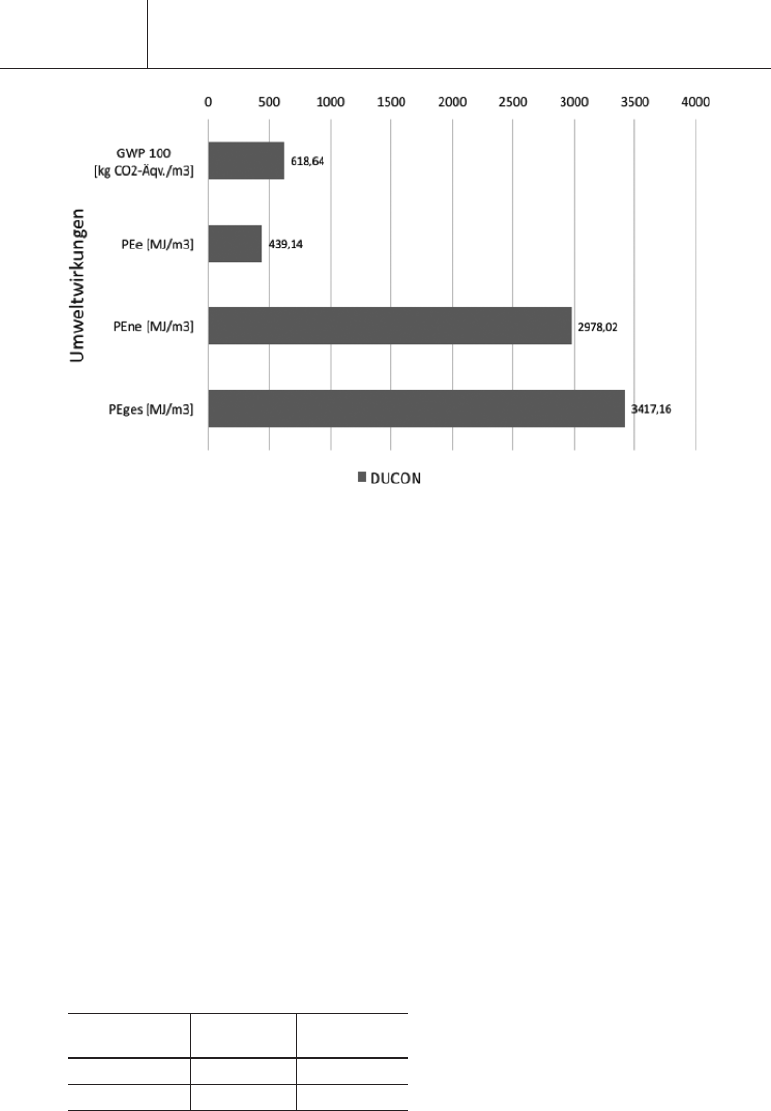 0 500 1000 1500 2000 2500 3000 3500 4000
GWP 100
[kg CO2-Äqv./m3]
618,64
PEe [MJ/m3]
439,14
PEne [MJ/m3]
2978,02
PEges [MJ/m3]
3417,16
Umweltwirkungen
DUCON